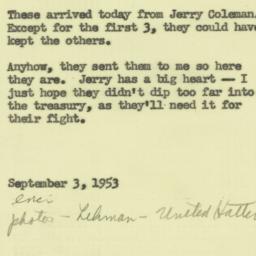 These arrived today from Jerry Coleman.
Except for the first 3, they could have
kept the others.
Anyhow, they sent them to me so here
they are. Jerry has a big heart — I
just hope they didn't dip too far into
the treasury, as they'll need it for
their fight.
September 3, 1953
enc:
photos - Lehman - United Hatte